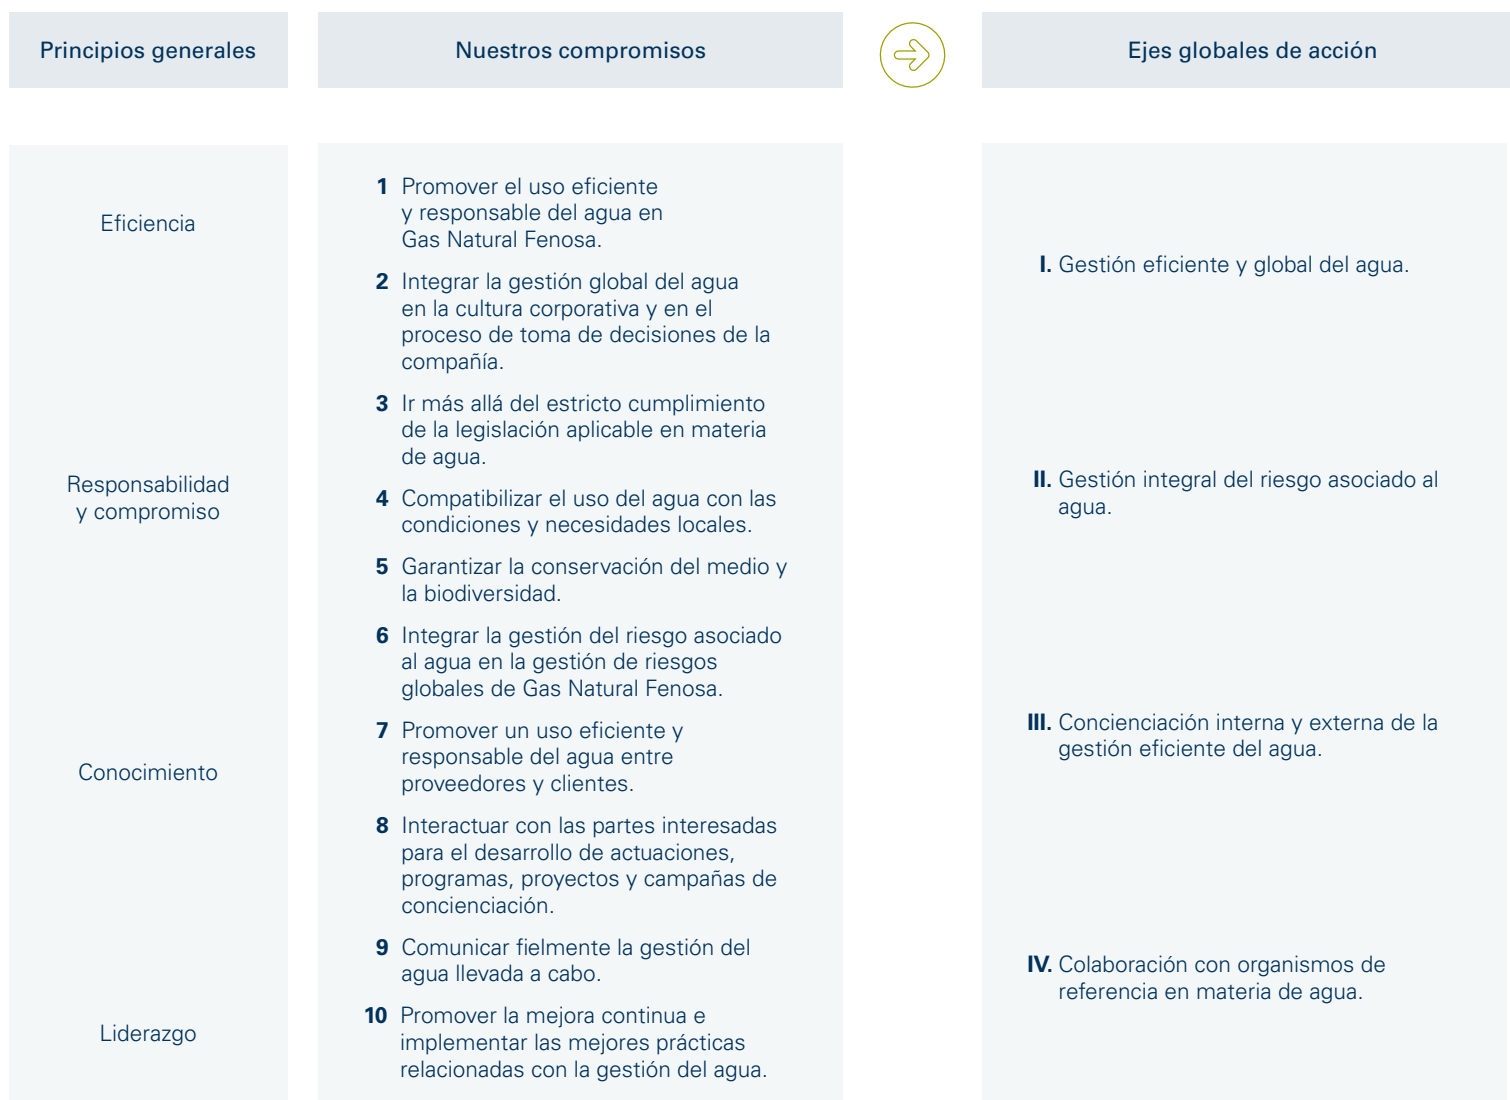 Principios generales
Nuestros compromisos
Ejes globales de acción
Eficiencia
Responsabilidad
y compromiso
Conocimiento
Liderazgo
1 Promover el uso eficiente
y responsable del agua en
Gas Natural Fenosa.
2 Integrar la gestión global del agua
en la cultura corporativa y en el
proceso de toma de decisiones de la
compañía.
3 Ir más allá del estricto cumplimiento
de la legislación aplicable en materia
de agua.
4 Compatibilizar el uso del agua con las
condiciones y necesidades locales.
5 Garantizar la conservación del medio y
la biodiversidad.
6 Integrar la gestión del riesgo asociado
al agua en la gestión de riesgos
globales de Gas Natural Fenosa.
7 Promover un uso eficiente y
responsable del agua entre
proveedores y clientes.
8 Interactuar con las partes interesadas
para el desarrollo de actuaciones,
programas, proyectos y campañas de
concienciación.
9 Comunicar fielmente la gestión del
agua llevada a cabo.
10 Promover la mejora continua e
implementar las mejores prácticas
relacionadas con la gestión del agua.
I. Gestión eficiente y global del agua.
II. Gestión integral del riesgo asociado al
agua.
III. Concienciación interna y externa de la
gestión eficiente del agua.
IV. Colaboración con organismos de
referencia en materia de agua.